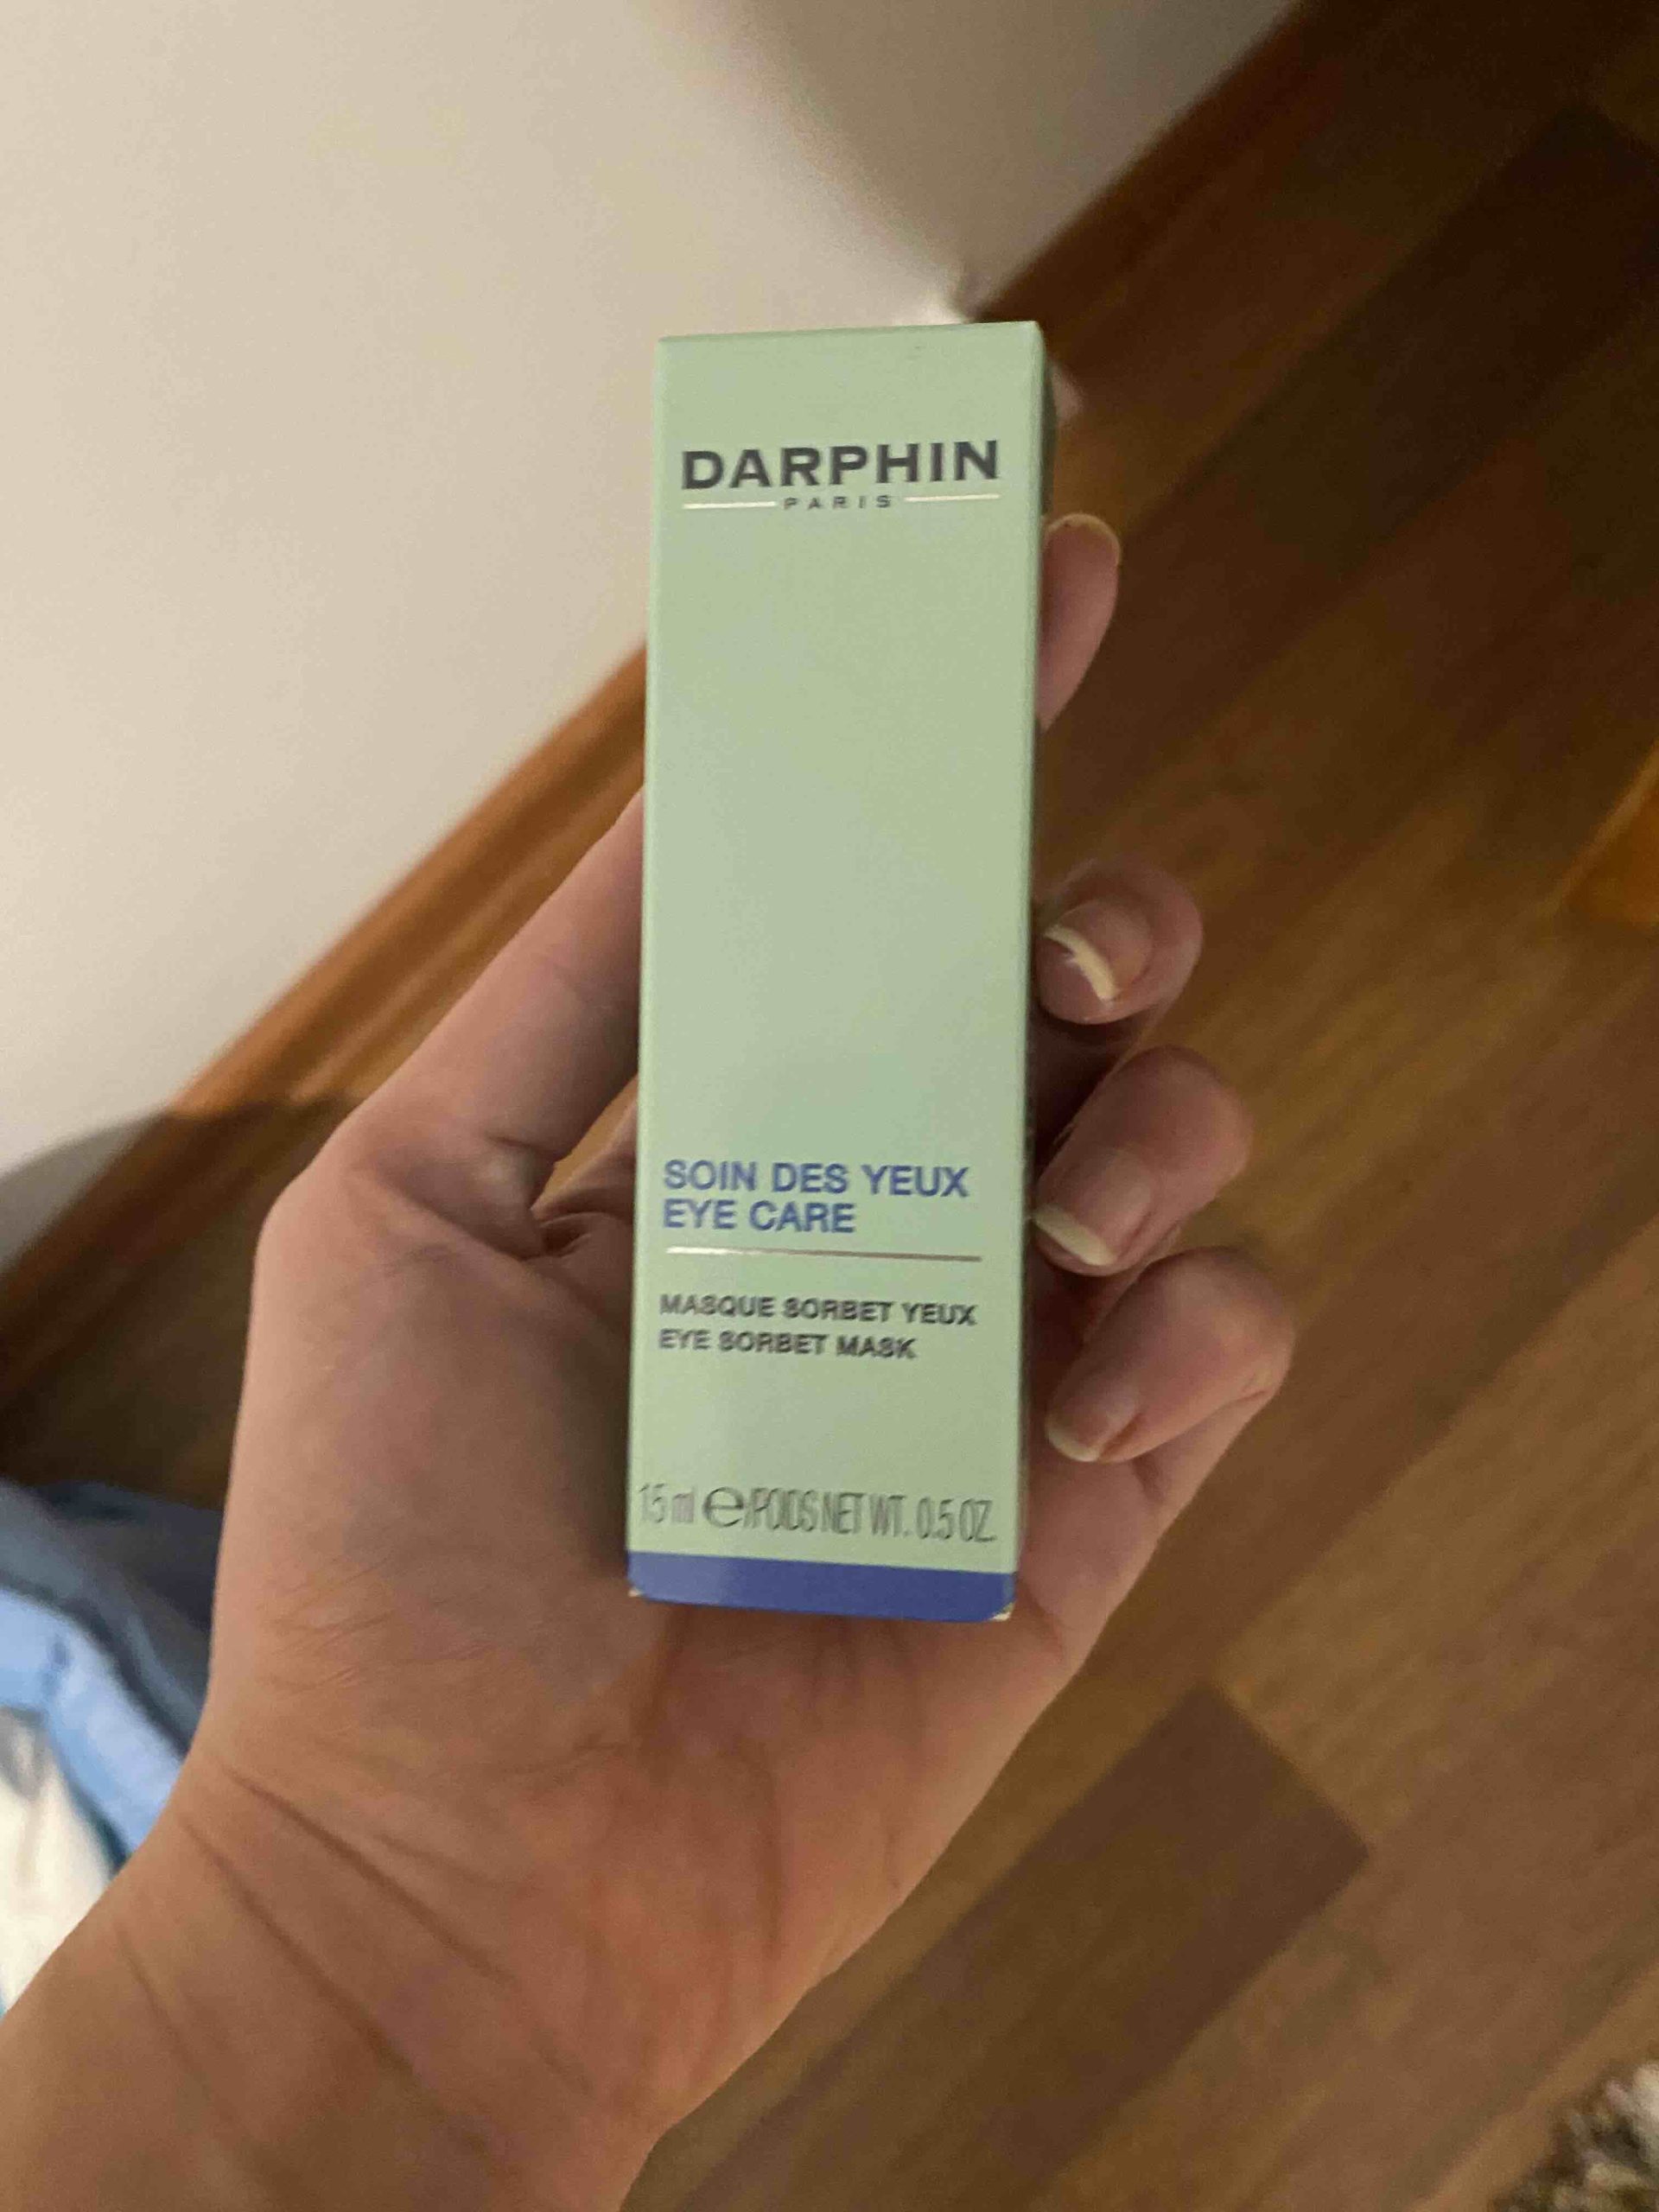 DARPHIN
PARIS
SOIN DES YEUX
EYE CARE
MASQUE SORBET YEUX
EYE SORBET MASK
15 ml ℮/POIDS NET WT. 0.5 OZ.